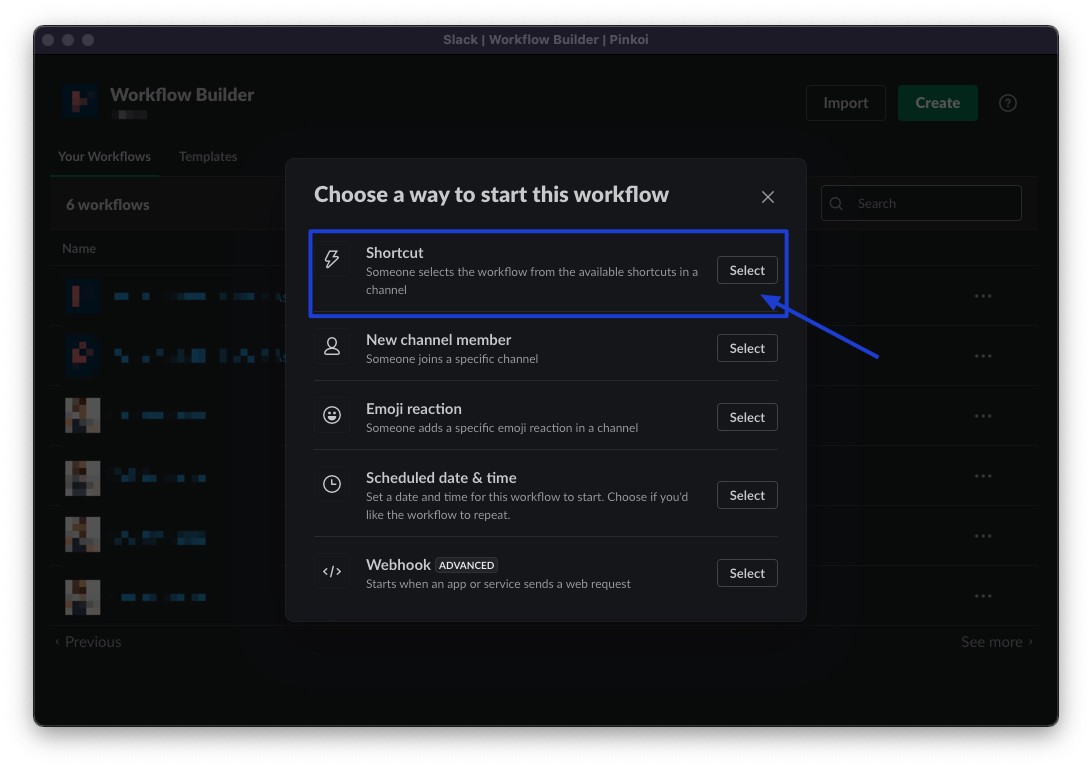 Slack | Workflow Builder | Pinkoi
Workflow Builder
Import
Create
?
Your Workflows
Templates
6 workflows
Search
Name
Choose a way to start this workflow
Shortcut
Someone selects the workflow from the available shortcuts in a
channel
Select
New channel member
Someone joins a specific channel
Select
Emoji reaction
Someone adds a specific emoji reaction in a channel
Select
Scheduled date & time
Set a date and time for this workflow to start. Choose if you'd
like the workflow to repeat.
Select
Webhook ADVANCED
Starts when an app or service sends a web request
Select
‹ Previous
See more ›